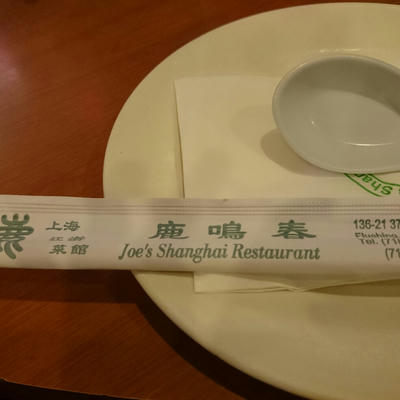 上海
江浙
菜館
鹿鳴春
Joe's Shanghai Restaurant
136-21 37
Flushing,
Tel. (71
(71